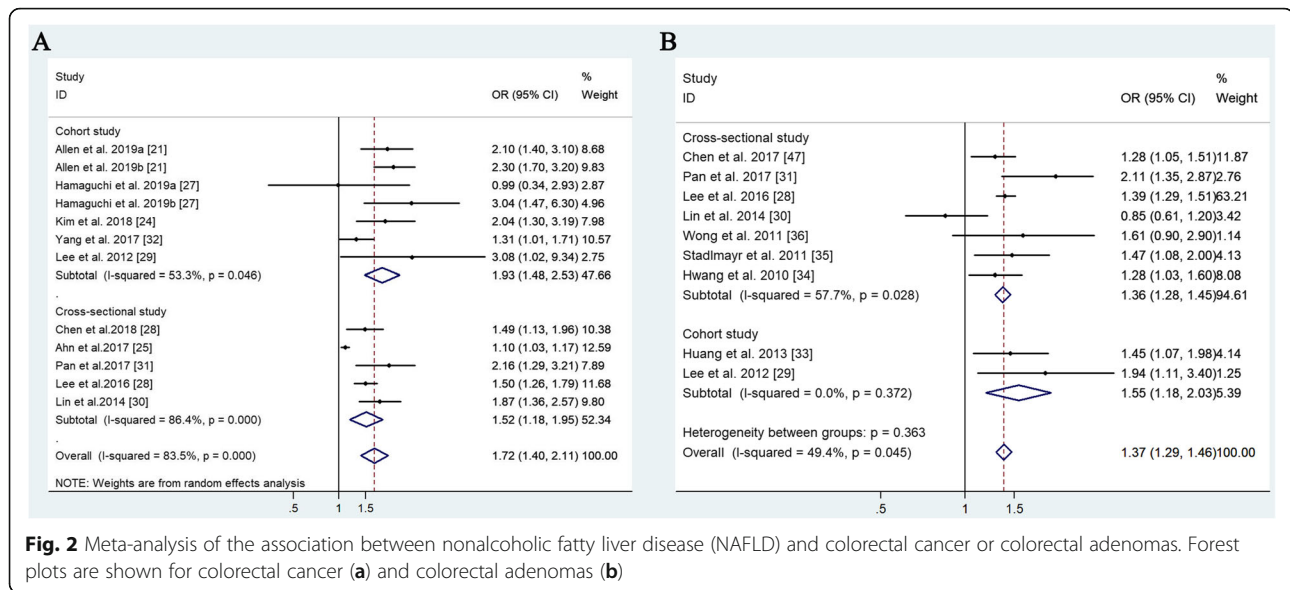 A
Study %
ID OR (95% CI) Weight
Cohort study
Allen et al. 2019a [21] 2.10 (1.40, 3.10) 8.68
Allen et al. 2019b [21] 2.30 (1.70, 3.20) 9.83
Hamaguchi et al. 2019a [27] 0.99 (0.34, 2.93) 2.87
Hamaguchi et al. 2019b [27] 3.04 (1.47, 6.30) 4.96
Kim et al. 2018 [24] 2.04 (1.30, 3.19) 7.98
Yang et al. 2017 [32] 1.31 (1.01, 1.71) 10.57
Lee et al. 2012 [29] 3.08 (1.02, 9.34) 2.75
Subtotal (I-squared = 53.3%, p = 0.046) 1.93 (1.48, 2.53) 47.66
.
Cross-sectional study
Chen et al.2018 [28] 1.49 (1.13, 1.96) 10.38
Ahn et al.2017 [25] 1.10 (1.03, 1.17) 12.59
Pan et al.2017 [31] 2.16 (1.29, 3.21) 7.89
Lee et al.2016 [28] 1.50 (1.26, 1.79) 11.68
Lin et al.2014 [30] 1.87 (1.36, 2.57) 9.80
Subtotal (I-squared = 86.4%, p = 0.000) 1.52 (1.18, 1.95) 52.34
.
Overall (I-squared = 83.5%, p = 0.000) 1.72 (1.40, 2.11) 100.00
NOTE: Weights are from random effects analysis
.5 1 1.5
B
Study %
ID OR (95% CI) Weight
Cross-sectional study
Chen et al. 2017 [47] 1.28 (1.05, 1.51) 11.87
Pan et al. 2017 [31] 2.11 (1.35, 2.87) 2.76
Lee et al. 2016 [28] 1.39 (1.29, 1.51) 63.21
Lin et al. 2014 [30] 0.85 (0.61, 1.20) 3.42
Wong et al. 2011 [36] 1.61 (0.90, 2.90) 1.14
Stadlmayr et al. 2011 [35] 1.47 (1.08, 2.00) 4.13
Hwang et al. 2010 [34] 1.28 (1.03, 1.60) 8.08
Subtotal (I-squared = 57.7%, p = 0.028) 1.36 (1.28, 1.45) 94.61
Cohort study
Huang et al. 2013 [33] 1.45 (1.07, 1.98) 4.14
Lee et al. 2012 [29] 1.94 (1.11, 3.40) 1.25
Subtotal (I-squared = 0.0%, p = 0.372) 1.55 (1.18, 2.03) 5.39
Heterogeneity between groups: p = 0.363
Overall (I-squared = 49.4%, p = 0.045) 1.37 (1.29, 1.46) 100.00
.5 1 1.5
Fig. 2 Meta-analysis of the association between nonalcoholic fatty liver disease (NAFLD) and colorectal cancer or colorectal adenomas. Forest
plots are shown for colorectal cancer (a) and colorectal adenomas (b)